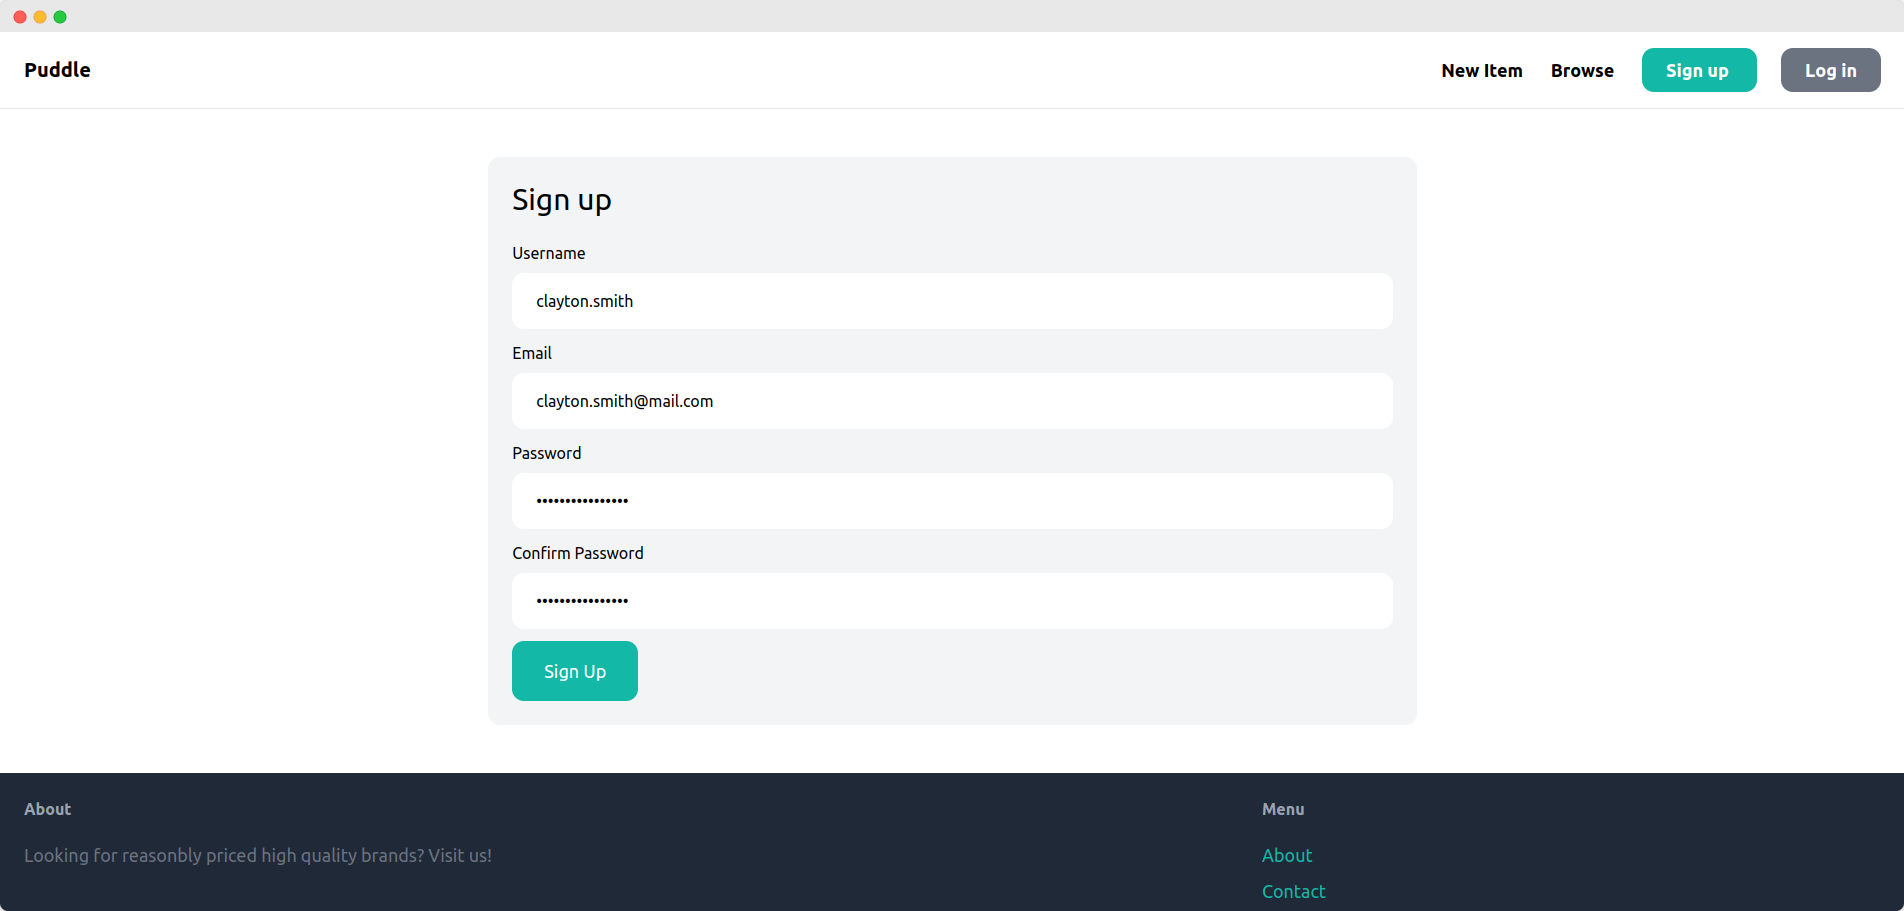 Puddle
New Item Browse Sign up Log in
Sign up
Username
clayton.smith
Email
clayton.smith@mail.com
Password
••••••••••••••••
Confirm Password
••••••••••••••••
Sign Up
About
Looking for reasonbly priced high quality brands? Visit us!
Menu
About
Contact